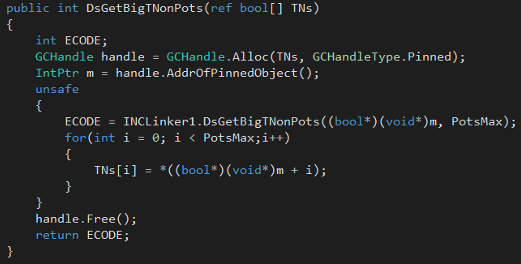 public int DsGetBigTNonPots(ref bool[] TNs)
{
    int ECODE;
    GCHandle handle = GCHandle.Alloc(TNs, GCHandleType.Pinned);
    IntPtr m = handle.AddrOfPinnedObject();
    unsafe
    {
        ECODE = INCLinker1.DsGetBigTNonPots((bool*)(void*)m, PotsMax);
        for(int i = 0; i < PotsMax;i++)
        {
            TNs[i] = *((bool*)(void*)m + i);
        }
    }
    handle.Free();
    return ECODE;
}